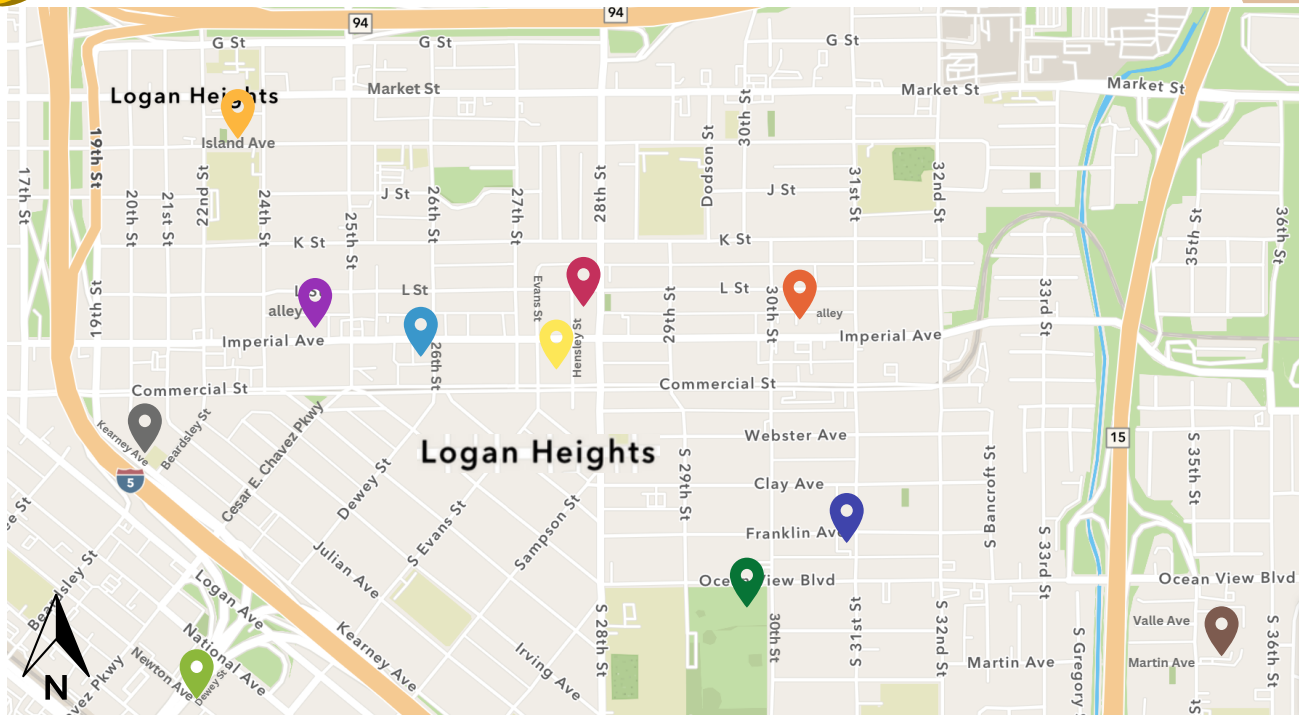 94
94
G St
G St
G St
Logan Heights
Market St
Market St
Market St
Island Ave
17th St
19th St
20th St
21st St
22nd St
24th St
25th St
J St
26th St
27th St
28th St
Dodson St
30th St
J St
31st St
32nd St
35th St
36th St
K St
K St
19th St
alley
L St
Evans St
Hensley St
29th St
L St
30th St
alley
33rd St
Imperial Ave
26th St
Imperial Ave
Commercial St
Commercial St
Kearney Ave
Beardsley St
Cesar E. Chavez Pkwy
Dewey St
Logan Heights
Webster Ave
15
5
S 29th St
Clay Ave
S Bancroft St
S 35th St
S Evans St
Sampson St
Franklin Ave
S 33rd St
ee St
Beardsley St
Julian Ave
Logan Ave
Ocean View Blvd
Ocean View Blvd
National Ave
Kearney Ave
Irving Ave
S 28th St
30th St
S 31st St
S 32nd St
Martin Ave
S Gregory S
Valle Ave
Martin Ave
S 36th St
Newton Ave
Dewey St
vez Pkwy
N
St